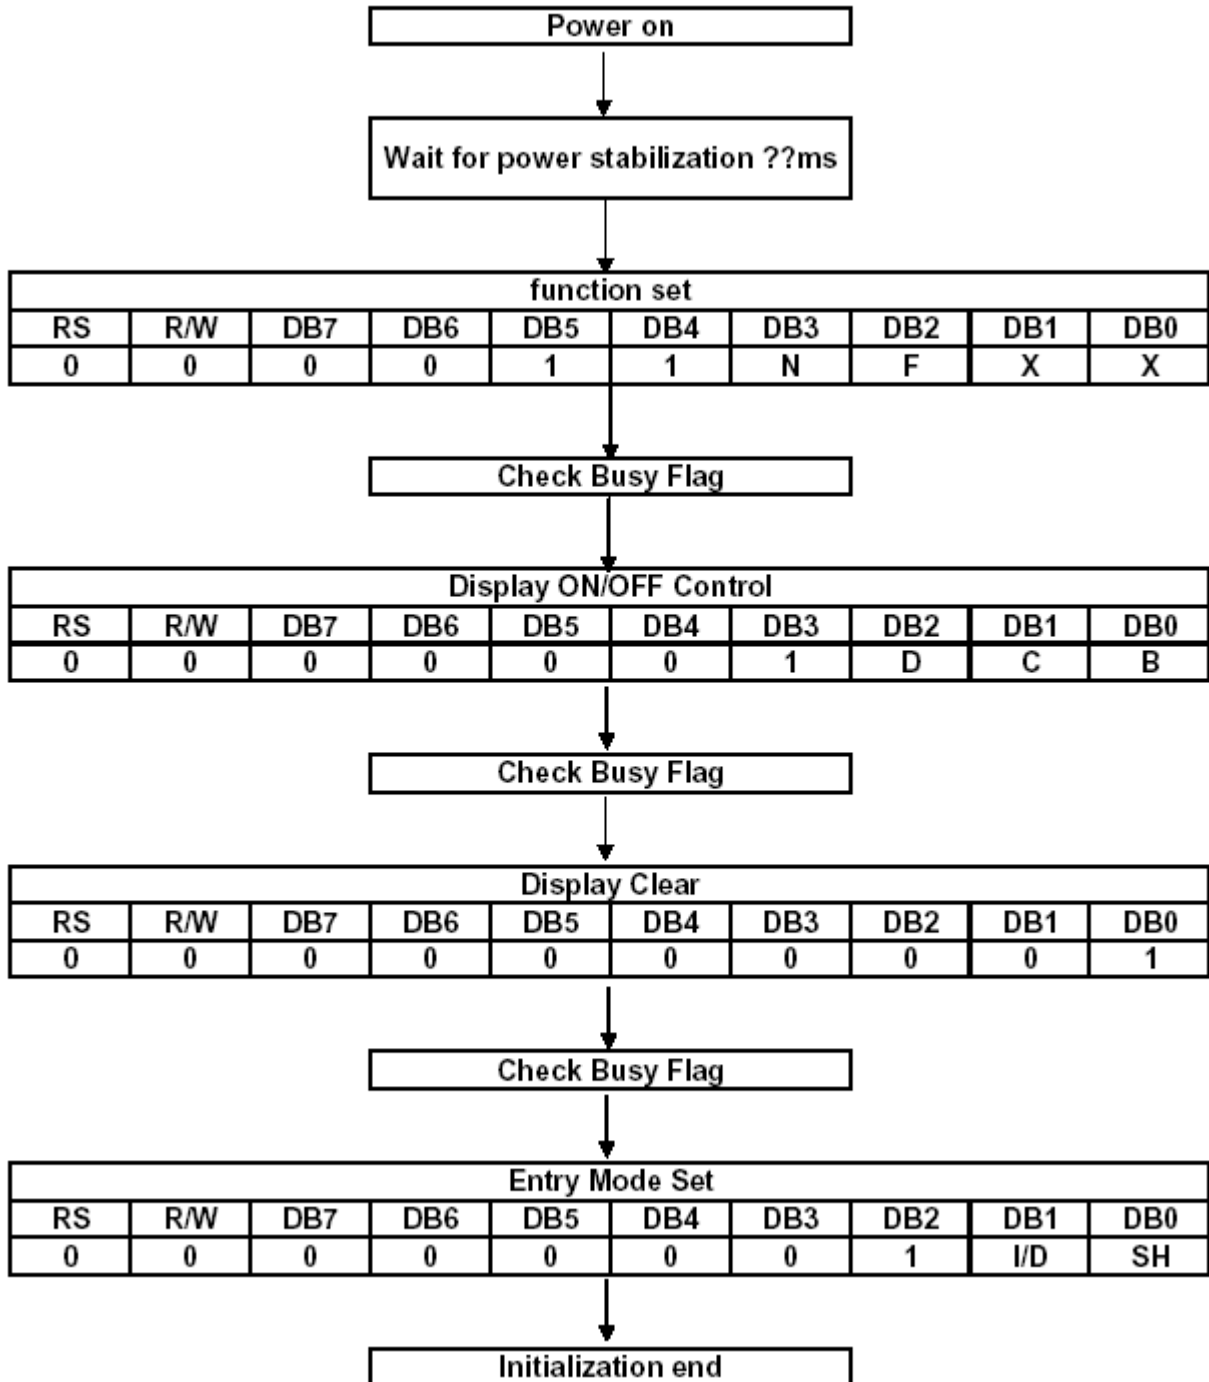 Power on
Wait for power stabilization ??ms
function set
RS R/W DB7 DB6 DB5 DB4 DB3 DB2 DB1 DB0
0 0 0 0 1 1 N F X X
Check Busy Flag
Display ON/OFF Control
RS R/W DB7 DB6 DB5 DB4 DB3 DB2 DB1 DB0
0 0 0 0 0 0 1 D C B
Check Busy Flag
Display Clear
RS R/W DB7 DB6 DB5 DB4 DB3 DB2 DB1 DB0
0 0 0 0 0 0 0 0 0 1
Check Busy Flag
Entry Mode Set
RS R/W DB7 DB6 DB5 DB4 DB3 DB2 DB1 DB0
0 0 0 0 0 0 0 1 I/D SH
Initialization end